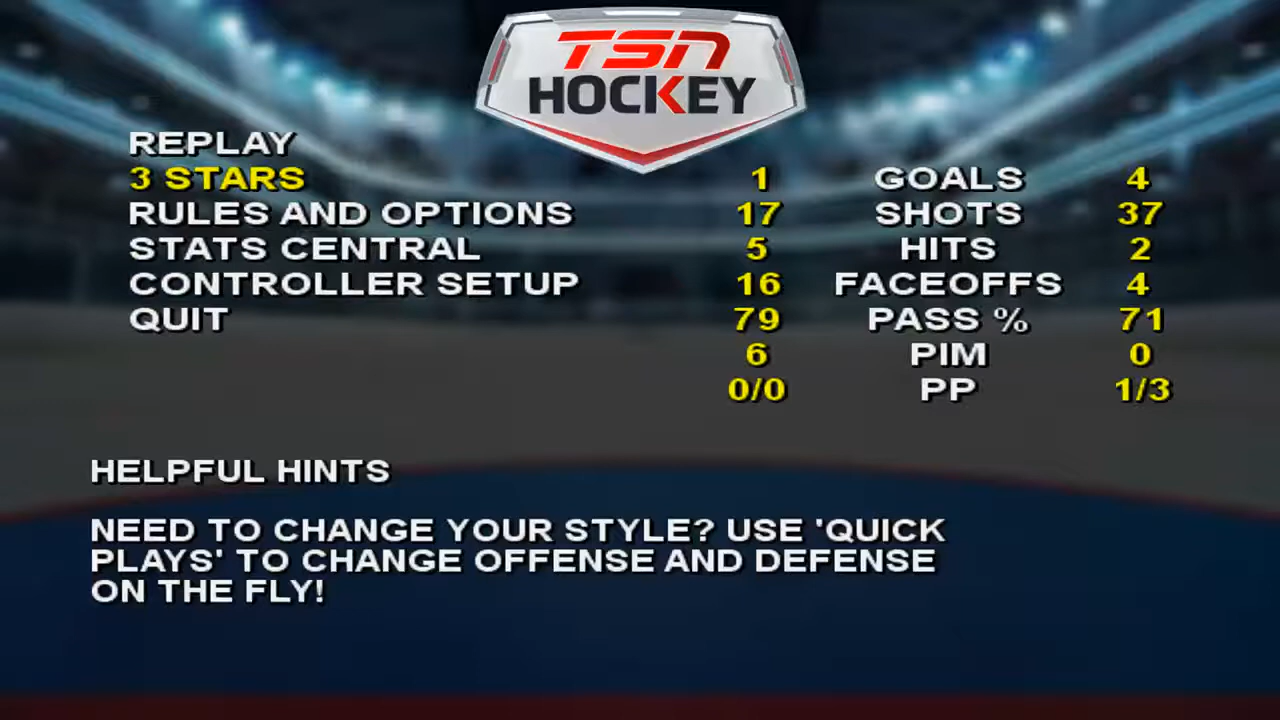 TSN
HOCKEY
REPLAY
3 STARS 1 GOALS 4
RULES AND OPTIONS 17 SHOTS 37
STATS CENTRAL 5 HITS 2
CONTROLLER SETUP 16 FACEOFFS 4
QUIT 79 PASS % 71
6 PIM 0
0/0 PP 1/3
HELPFUL HINTS
NEED TO CHANGE YOUR STYLE? USE 'QUICK
PLAYS' TO CHANGE OFFENSE AND DEFENSE
ON THE FLY!